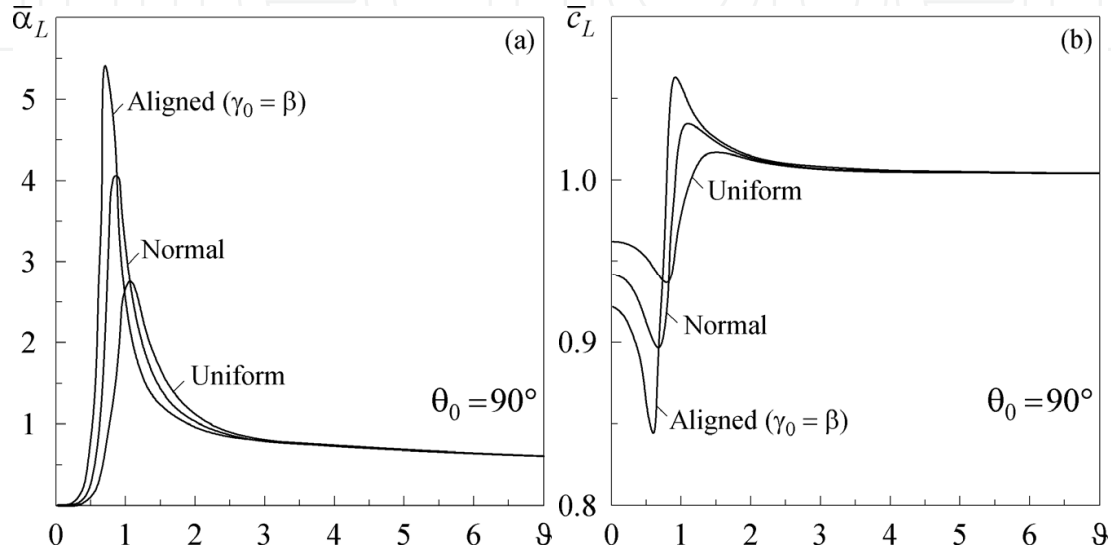 ᾱ_L
(a)
5
Aligned (γ₀ = β)
4
3
Normal
2
Uniform
θ₀ = 90°
1
0 1 2 3 4 5 6 ϑ
c̄_L
(b)
1.0
Uniform
Normal
0.9
Aligned (γ₀ = β)
θ₀ = 90°
0.8
0 1 2 3 4 5 6 ϑ